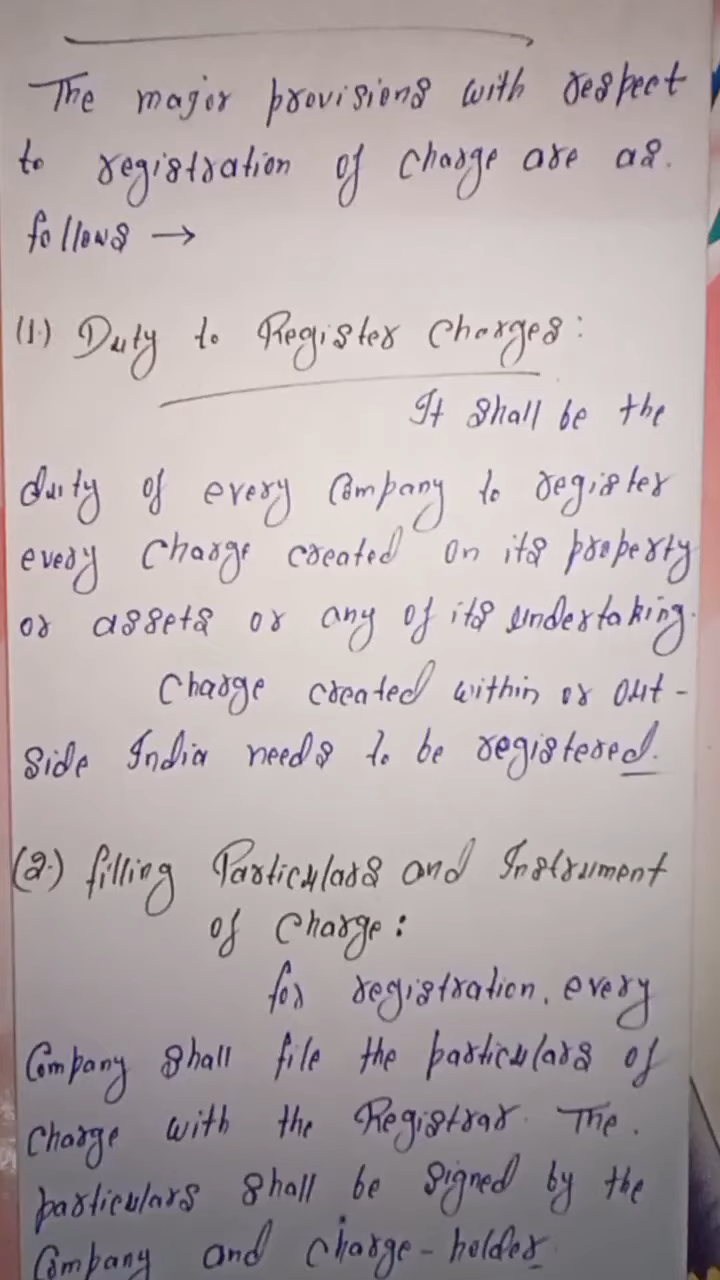 The major provisions with respect
to registration of charge are as.
follows →
(1.) Duty to Register Charges:
It shall be the
duity of every Company to register
every Charge created on its property
or assets or any of its undertaking.
Charge created within or out-
side India needs to be registered.
(2.) filling Particulars and Instrument
of Charge:
for registration, every
Company shall file the particulars of
Charge with the Registrar. The.
particulars shall be signed by the
Company and charge-holder.